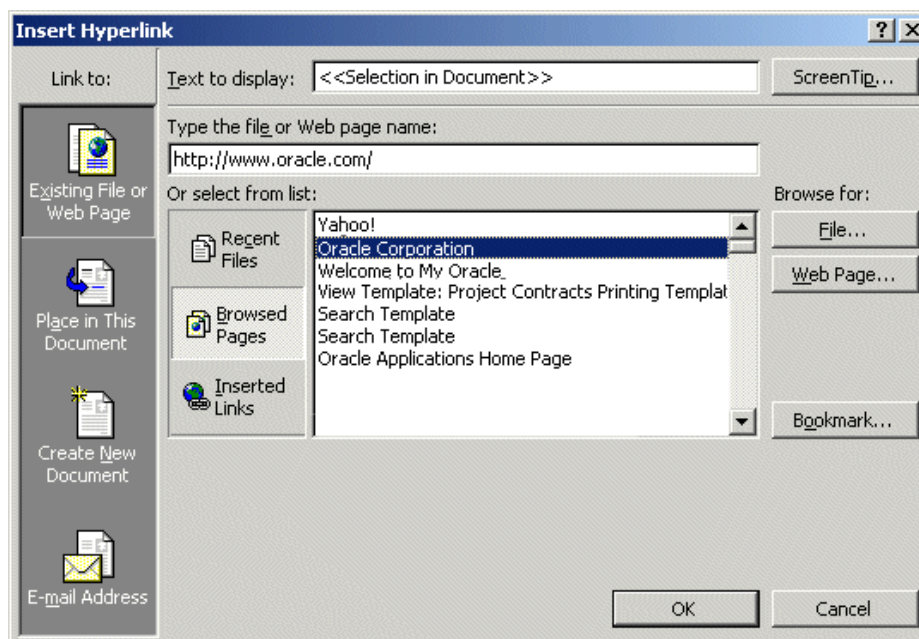 Insert Hyperlink
Link to:
Text to display:
<<Selection in Document>>
ScreenTip...
Existing File or
Web Page
Place in This
Document
Create New
Document
E-mail Address
Type the file or Web page name:
http://www.oracle.com/
Or select from list:
Recent
Files
Browsed
Pages
Inserted
Links
Yahoo!
Oracle Corporation
Welcome to My Oracle_
View Template: Project Contracts Printing Templat
Search Template
Search Template
Oracle Applications Home Page
Browse for:
File...
Web Page...
Bookmark...
OK
Cancel